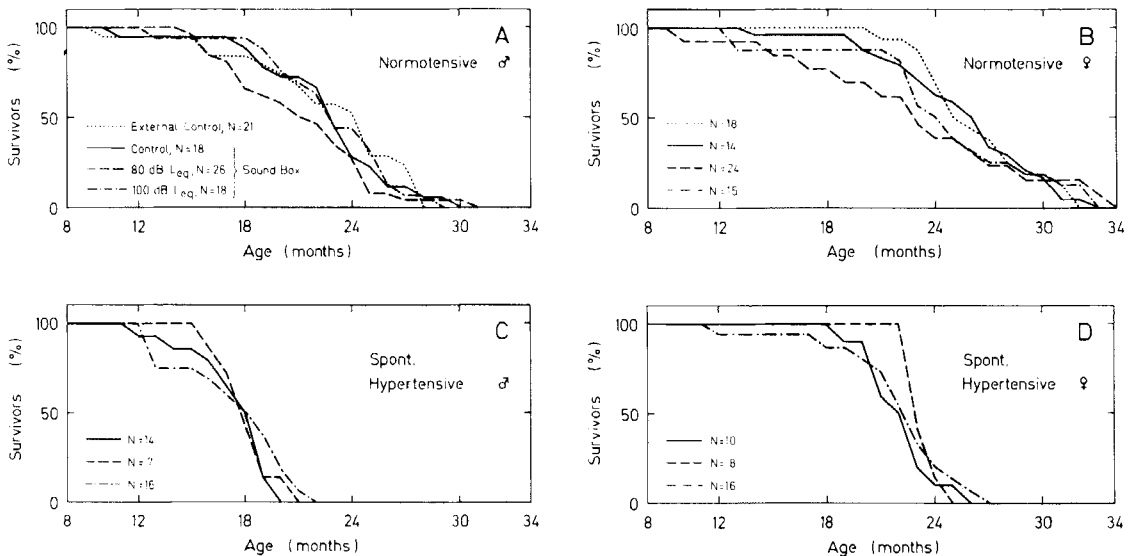 100
50
0
Survivors (%)
A
Normotensive ♂
External Control, N=21
Control, N=18
80 dB Leq, N=26
100 dB Leq, N=18
Sound Box
8 12 18 24 30 34
Age (months)
100
50
0
Survivors (%)
B
Normotensive ♀
N=18
N=14
N=24
N=15
8 12 18 24 30 34
Age (months)
100
50
0
Survivors (%)
C
Spont.
Hypertensive ♂
N=14
N=7
N=16
8 12 18 24 30 34
Age (months)
100
50
0
Survivors (%)
D
Spont.
Hypertensive ♀
N=10
N=8
N=16
8 12 18 24 30 34
Age (months)